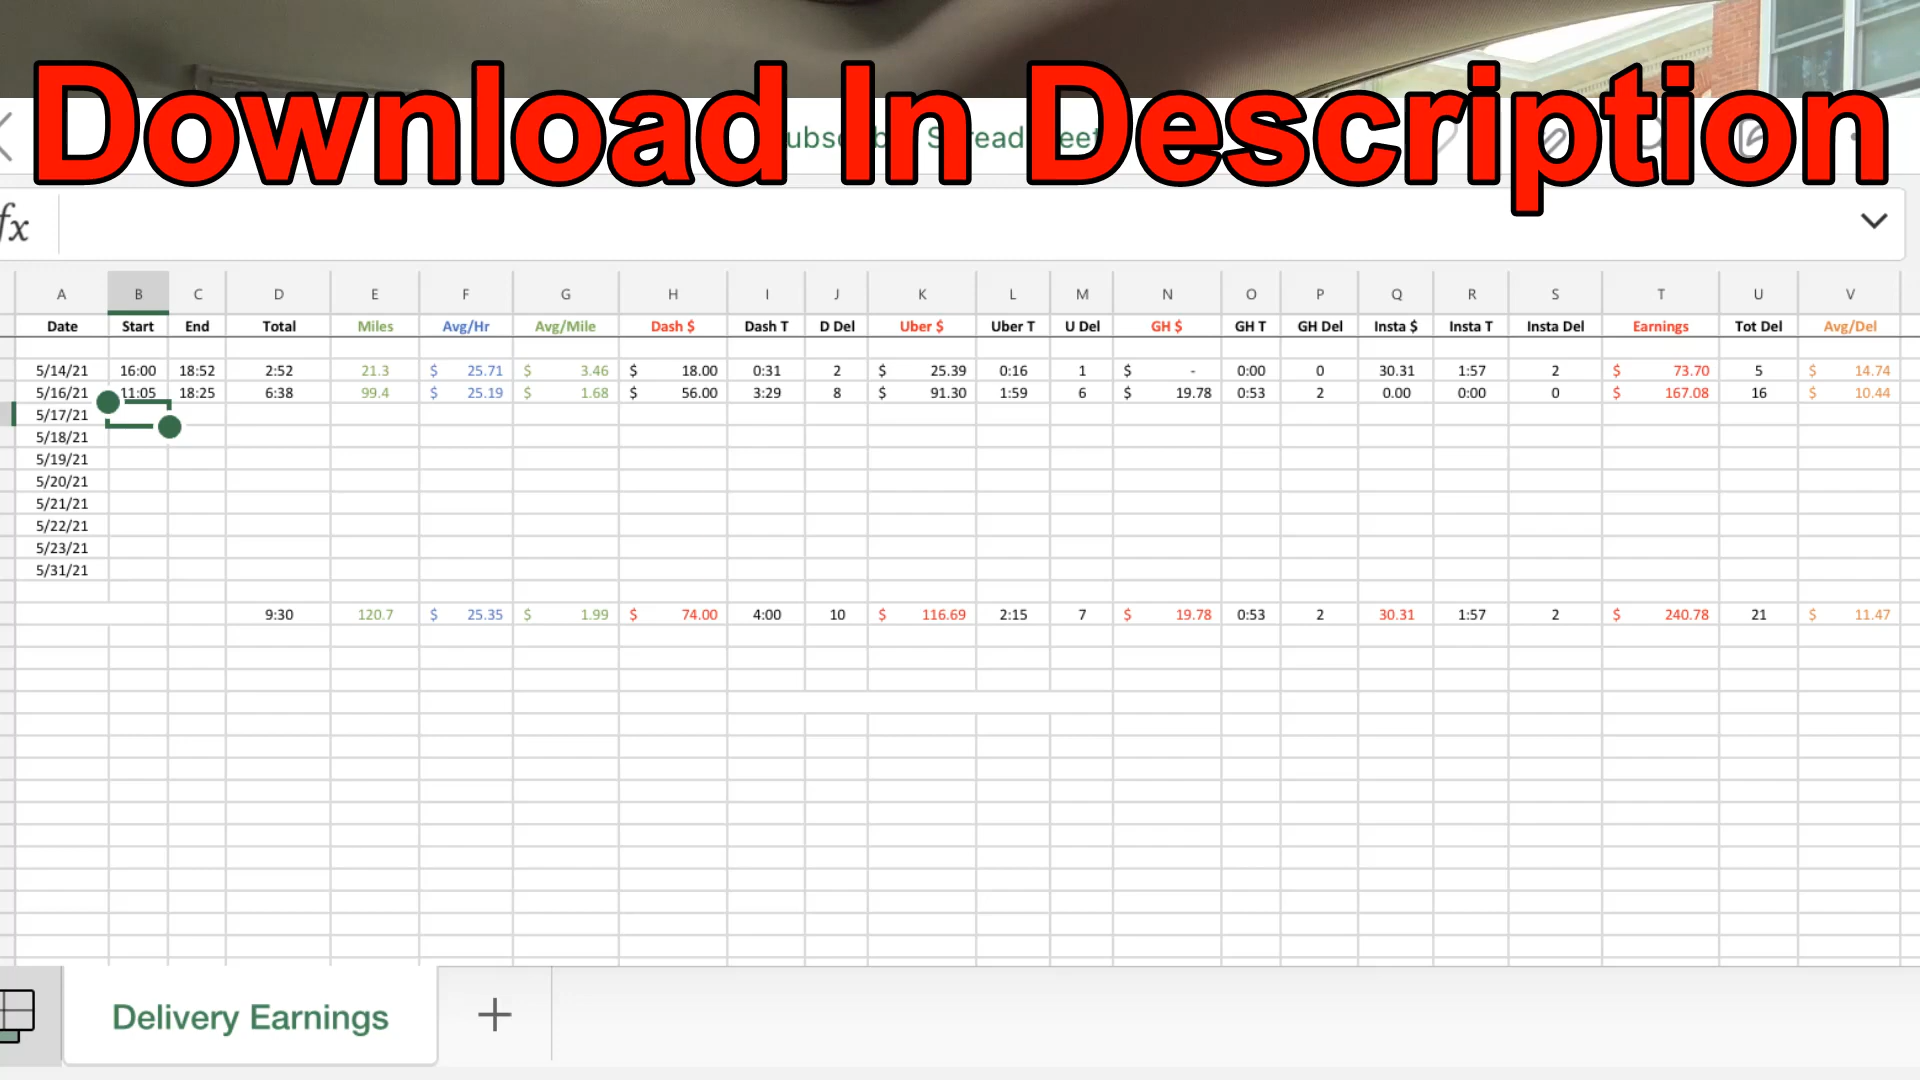 Download In Description
fx
A B C D E F G H I J K L M N O P Q R S T U V
Date Start End Total Miles Avg/Hr Avg/Mile Dash $ Dash T D Del Uber $ Uber T U Del GH $ GH T GH Del Insta $ Insta T Insta Del Earnings Tot Del Avg/Del
5/14/21 16:00 18:52 2:52 21.3 $ 25.71 $ 3.46 $ 18.00 0:31 2 $ 25.39 0:16 1 $ - 0:00 0 30.31 1:57 2 $ 73.70 5 $ 14.74
5/16/21 11:05 18:25 6:38 99.4 $ 25.19 $ 1.68 $ 56.00 3:29 8 $ 91.30 1:59 6 $ 19.78 0:53 2 0.00 0:00 0 $ 167.08 16 $ 10.44
5/17/21
5/18/21
5/19/21
5/20/21
5/21/21
5/22/21
5/23/21
5/31/21
9:30 120.7 $ 25.35 $ 1.99 $ 74.00 4:00 10 $ 116.69 2:15 7 $ 19.78 0:53 2 30.31 1:57 2 $ 240.78 21 $ 11.47
Delivery Earnings